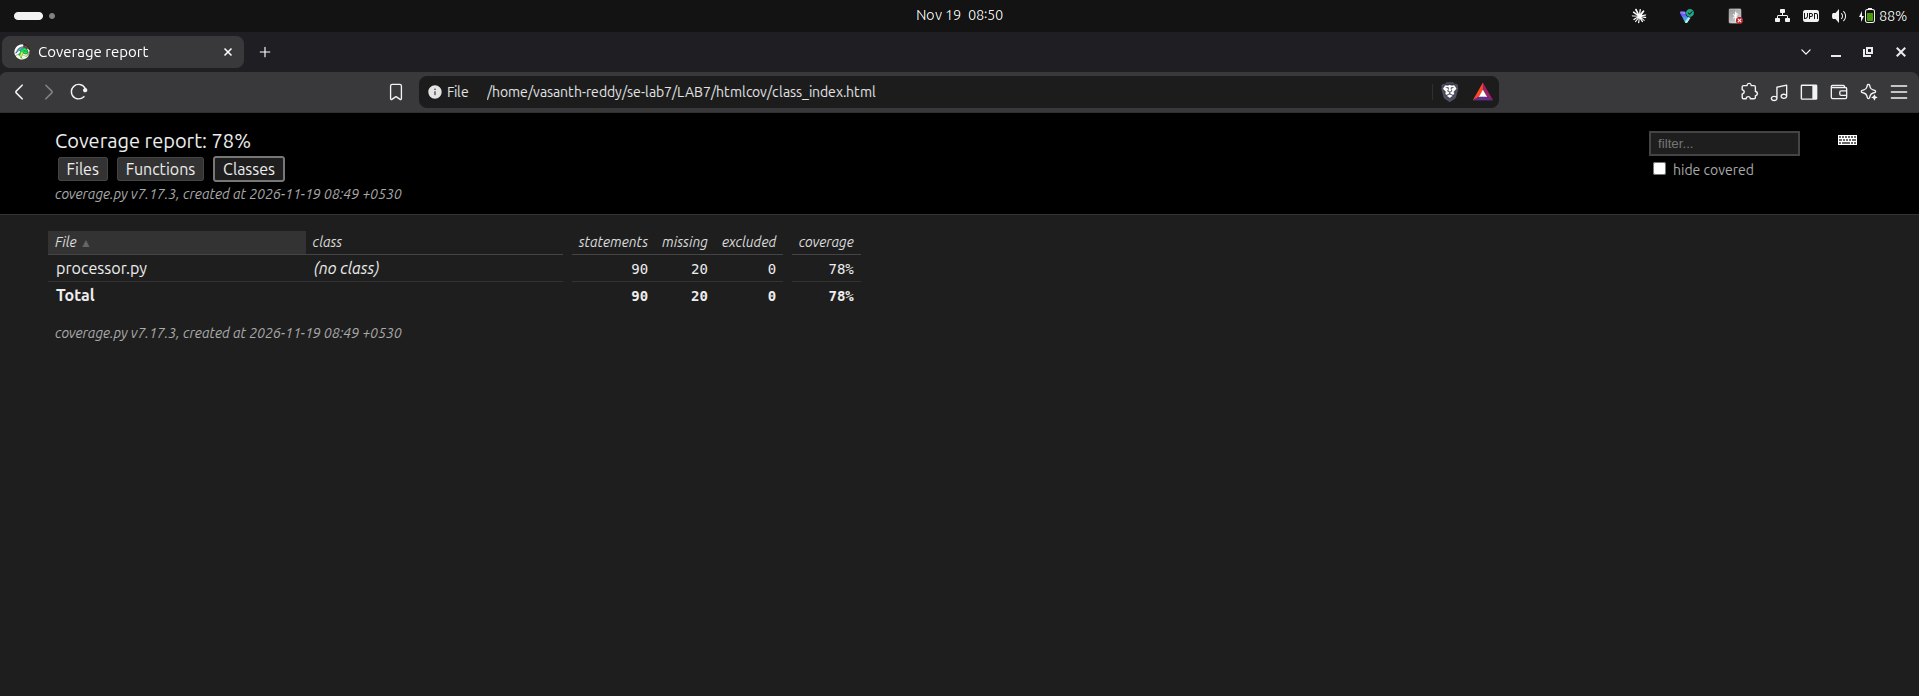 Nov 19 08:50
VPN
88%
Coverage report
File /home/vasanth-reddy/se-lab7/LAB7/htmlcov/class_index.html
Coverage report: 78%
filter...
Files Functions Classes
hide covered
coverage.py v7.17.3, created at 2026-11-19 08:49 +0530
File class statements missing excluded coverage
processor.py (no class) 90 20 0 78%
Total 90 20 0 78%
coverage.py v7.17.3, created at 2026-11-19 08:49 +0530